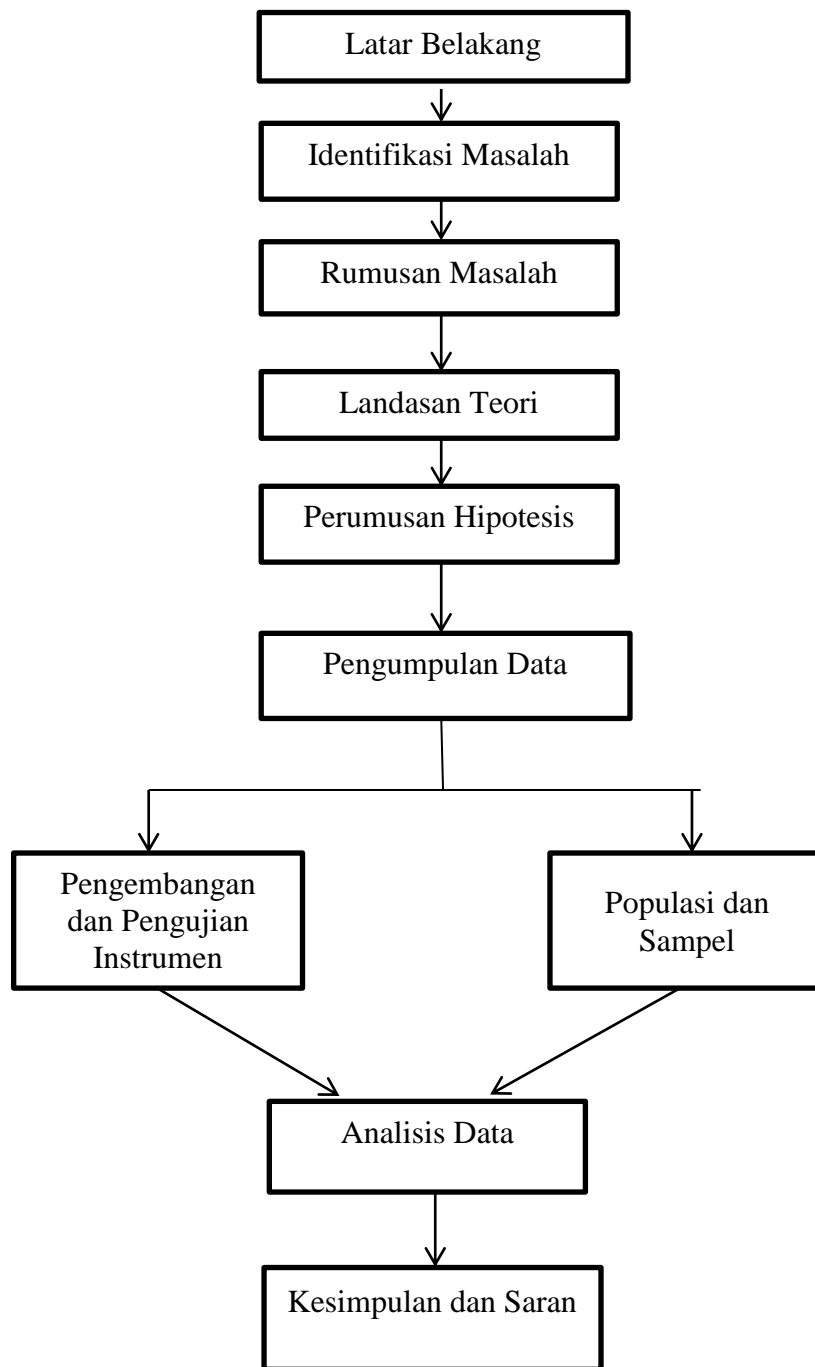 Latar Belakang
Identifikasi Masalah
Rumusan Masalah
Landasan Teori
Perumusan Hipotesis
Pengumpulan Data
Pengembangan
dan Pengujian
Instrumen
Populasi dan
Sampel
Analisis Data
Kesimpulan dan Saran